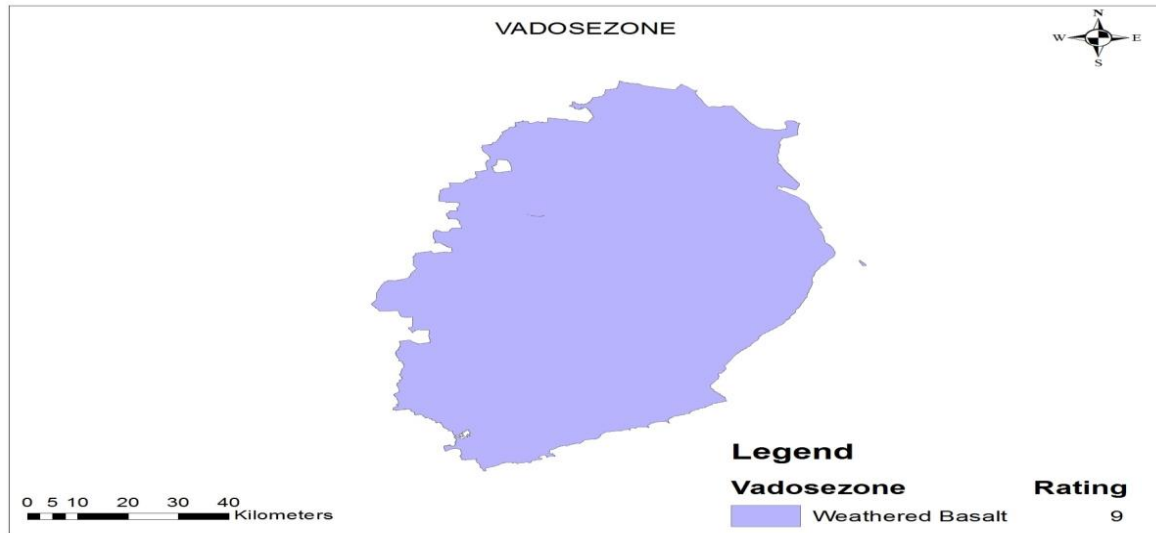 VADOSEZONE
N
W E
S
Legend
Vadosezone Rating
Weathered Basalt 9
0 5 10 20 30 40
Kilometers